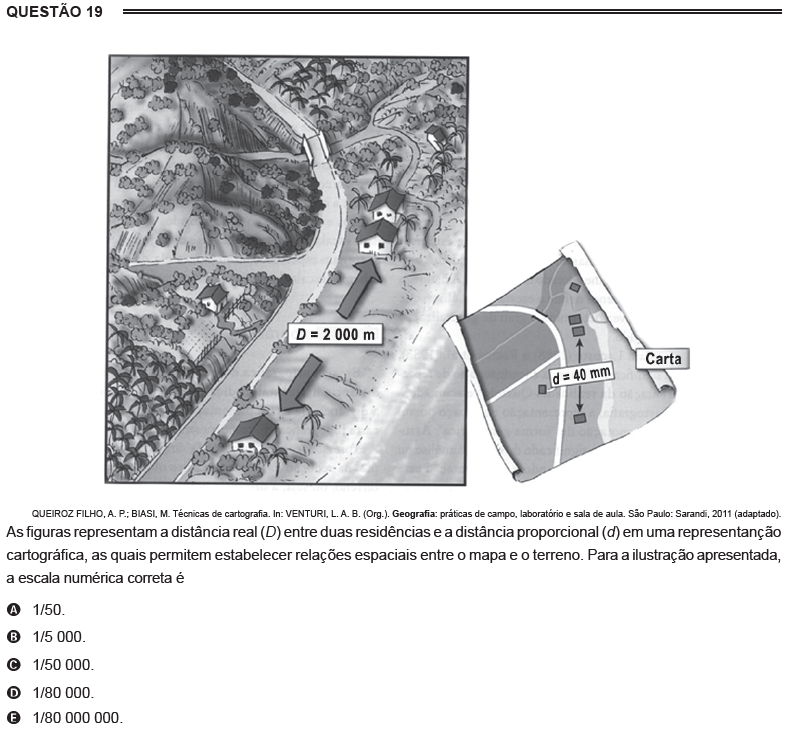 QUESTÃO 19
D = 2 000 m
Carta
d = 40 mm
QUEIROZ FILHO, A. P.; BIASI, M. Técnicas de cartografia. In: VENTURI, L. A. B. (Org.). Geografia: práticas de campo, laboratório e sala de aula. São Paulo: Sarandi, 2011 (adaptado).
As figuras representam a distância real (D) entre duas residências e a distância proporcional (d) em uma representanção
cartográfica, as quais permitem estabelecer relações espaciais entre o mapa e o terreno. Para a ilustração apresentada,
a escala numérica correta é
A 1/50.
B 1/5 000.
C 1/50 000.
D 1/80 000.
E 1/80 000 000.